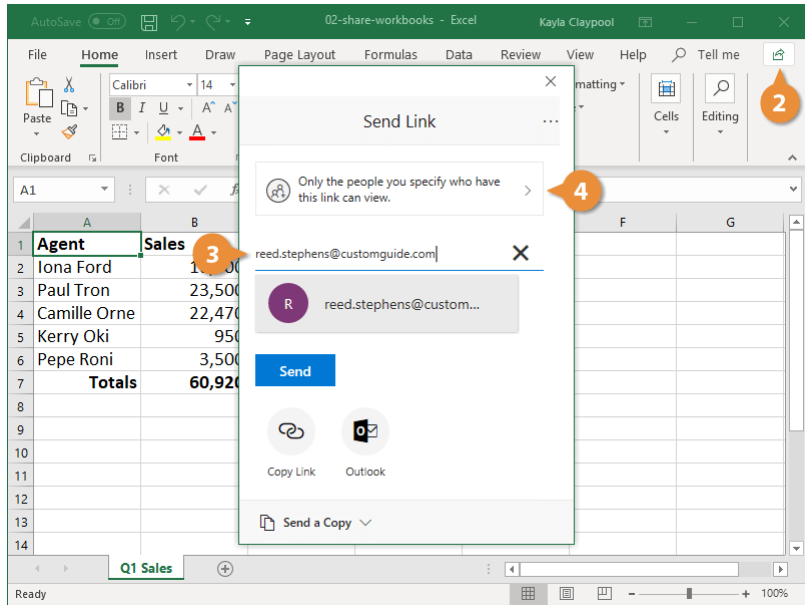 AutoSave Off 02-share-workbooks - Excel Kayla Claypool
File Home Insert Draw Page Layout Formulas Data Review View Help Tell me
Calibri 14
Paste B I U A A
A
Cells Editing
matting
2
Clipboard Font
Send Link
Only the people you specify who have
this link can view.
4
A1
A B F G
1 Agent Sales
2 Iona Ford
3 Paul Tron 23,500
4 Camille Orne 22,470
5 Kerry Oki 950
6 Pepe Roni 3,500
7 Totals 60,920
8
9
10
11
12
13
14
3
reed.stephens@customguide.com
R reed.stephens@custom...
Send
Copy Link Outlook
Send a Copy
Q1 Sales
Ready 100%